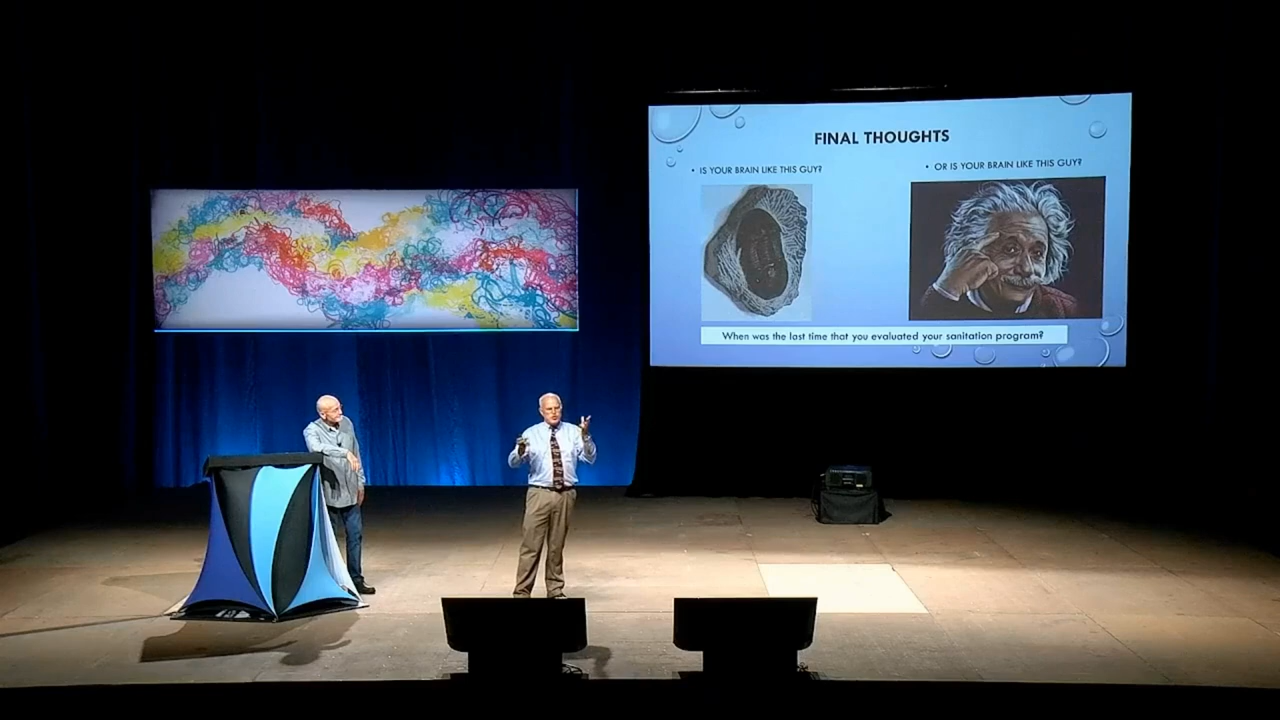 FINAL THOUGHTS
• IS YOUR BRAIN LIKE THIS GUY?
• OR IS YOUR BRAIN LIKE THIS GUY?
When was the last time that you evaluated your sanitation program?